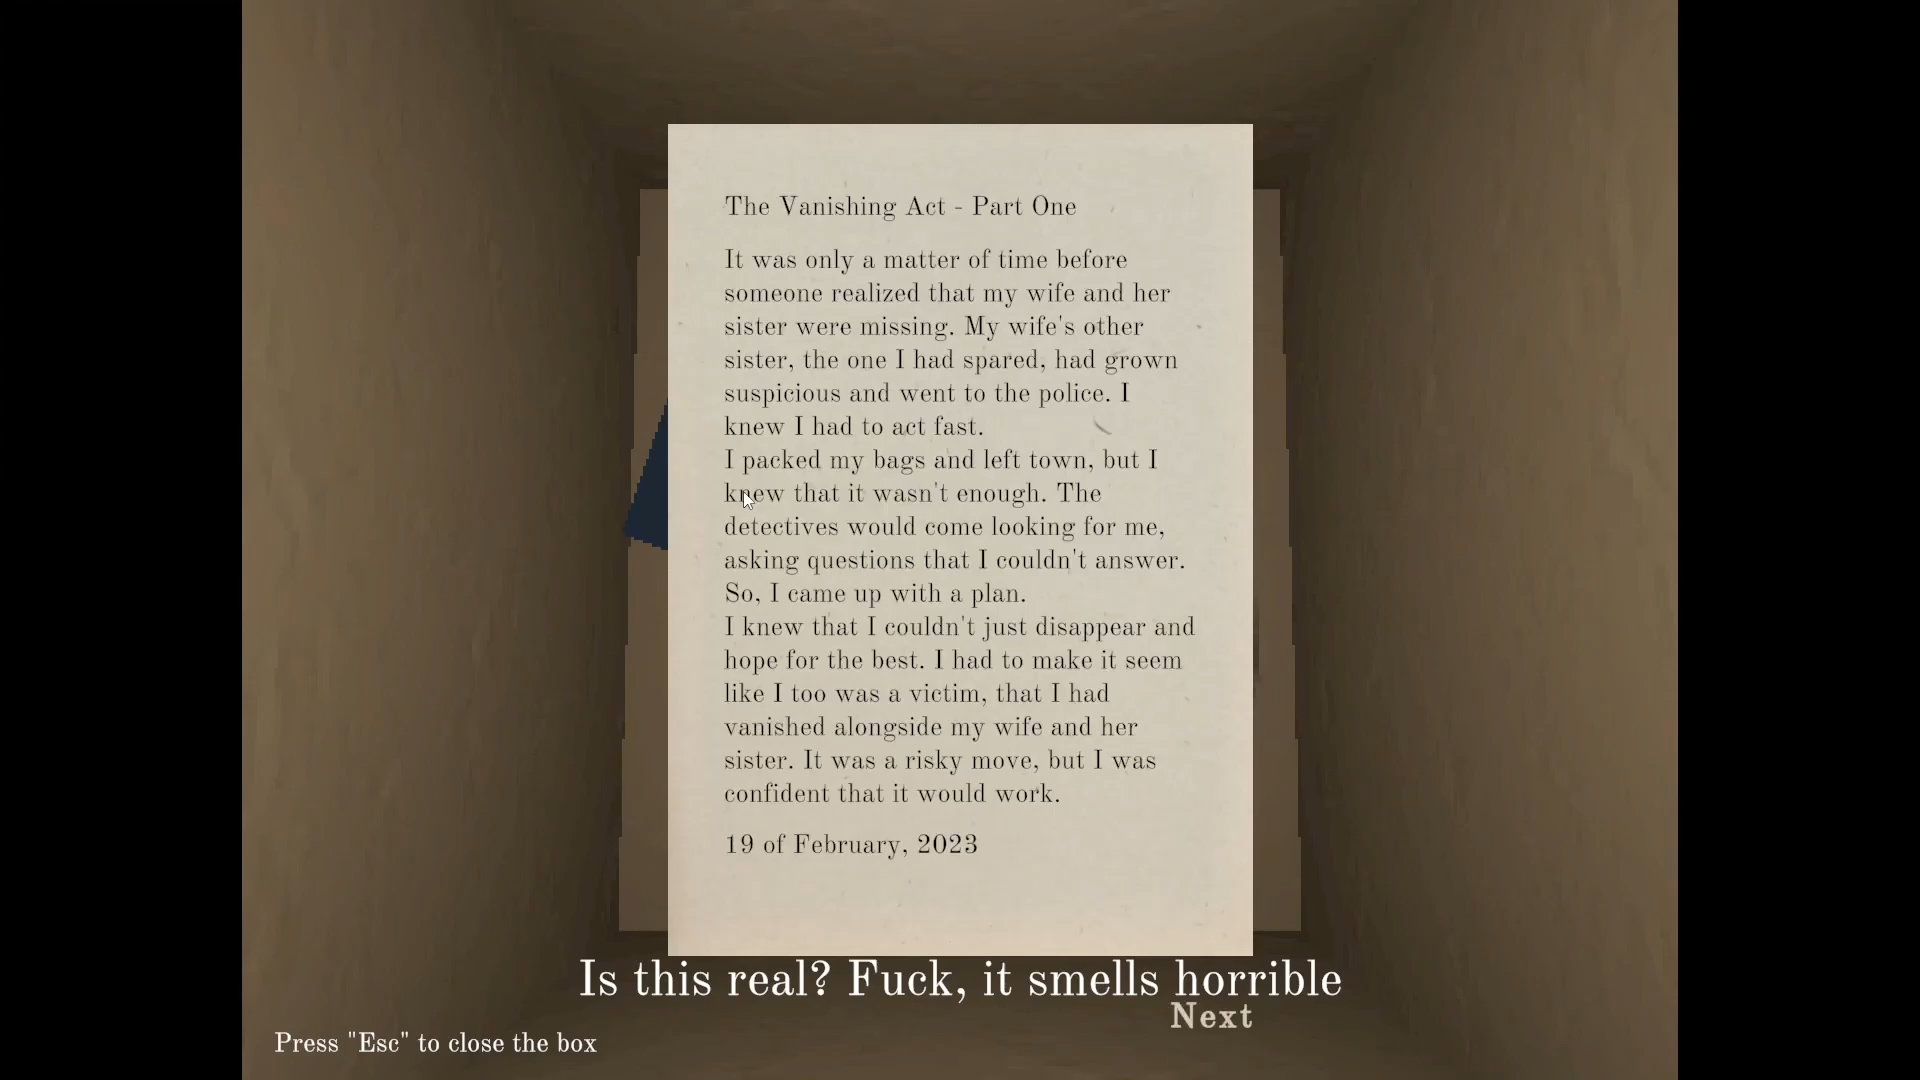 The Vanishing Act - Part One
It was only a matter of time before
someone realized that my wife and her
sister were missing. My wife's other
sister, the one I had spared, had grown
suspicious and went to the police. I
knew I had to act fast.
I packed my bags and left town, but I
knew that it wasn't enough. The
detectives would come looking for me,
asking questions that I couldn't answer.
So, I came up with a plan.
I knew that I couldn't just disappear and
hope for the best. I had to make it seem
like I too was a victim, that I had
vanished alongside my wife and her
sister. It was a risky move, but I was
confident that it would work.
19 of February, 2023
Is this real? Fuck, it smells horrible
Next
Press "Esc" to close the box